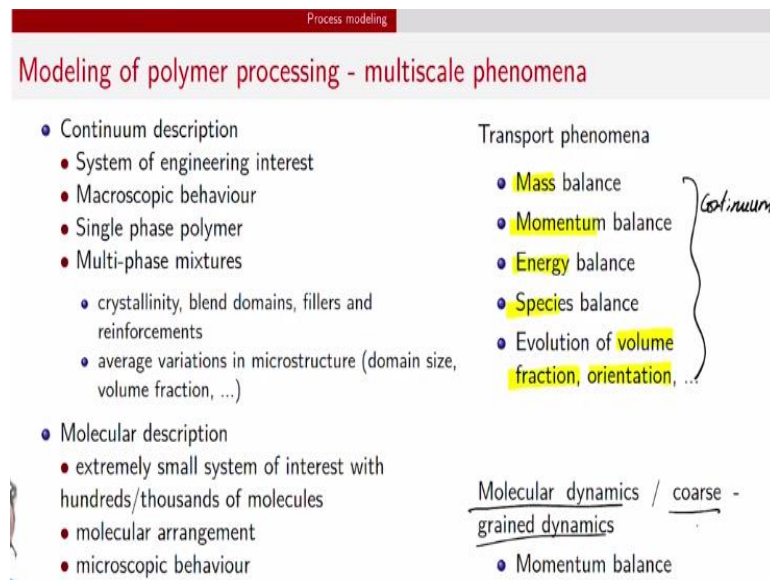 Process modeling
Modeling of polymer processing - multiscale phenomena
Continuum description
System of engineering interest
Macroscopic behaviour
Single phase polymer
Multi-phase mixtures
crystallinity, blend domains, fillers and
reinforcements
average variations in microstructure (domain size,
volume fraction, ...)
Molecular description
extremely small system of interest with
hundreds/thousands of molecules
molecular arrangement
microscopic behaviour
Transport phenomena
Mass balance
Momentum balance
Energy balance
Species balance
Evolution of volume
fraction, orientation, ...
Continuum
Molecular dynamics / coarse -
grained dynamics
Momentum balance